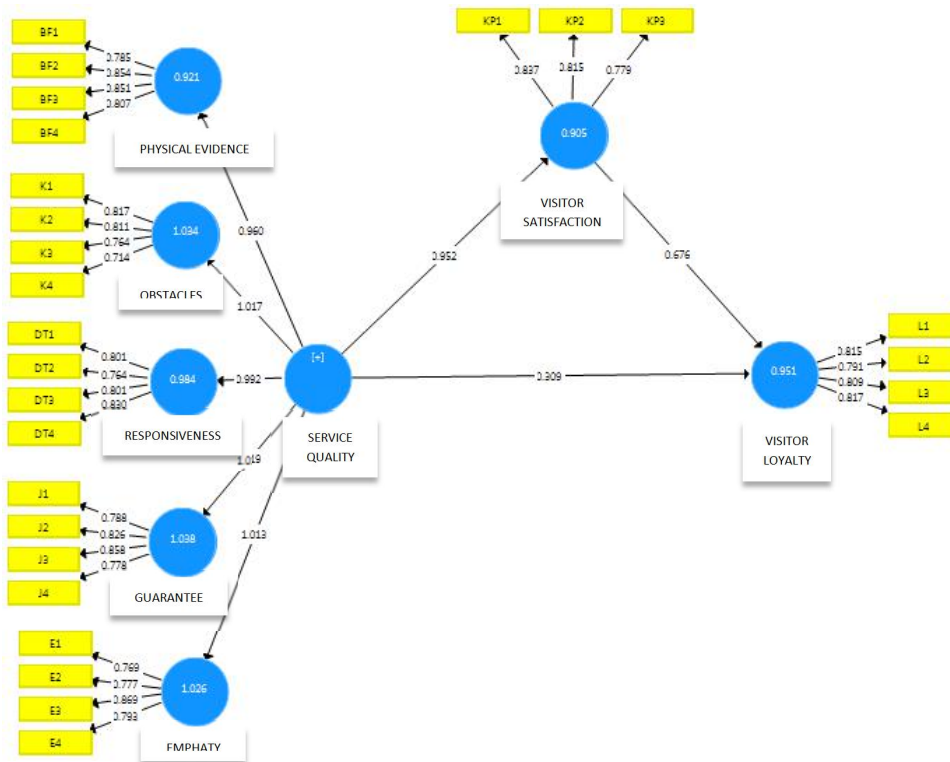 KP1 KP2 KP3
0.837 0.815 0.779
0.905
VISITOR
SATISFACTION
BF1
BF2
BF3
BF4
0.785
0.854
0.851
0.807
0.921
PHYSICAL EVIDENCE
K1
K2
K3
K4
0.817
0.811
0.764
0.714
1.034
OBSTACLES
DT1
DT2
DT3
DT4
0.801
0.764
0.801
0.830
0.984
RESPONSIVENESS
J1
J2
J3
J4
0.788
0.826
0.858
0.778
1.038
GUARANTEE
E1
E2
E3
E4
0.769
0.777
0.869
0.793
1.026
EMPHATY
0.960
1.017
0.992
1.019
1.013
[+]
SERVICE
QUALITY
0.952
0.676
0.309
0.951
VISITOR
LOYALTY
0.815
0.791
0.809
0.817
L1
L2
L3
L4